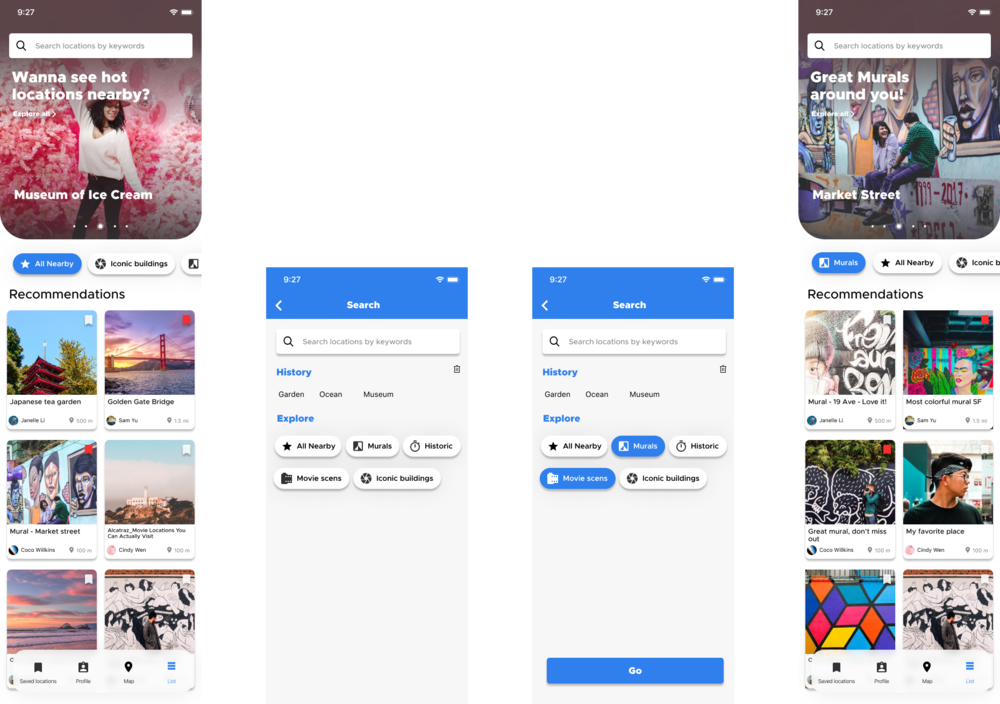 9:27
Search locations by keywords
Wanna see hot
locations nearby?
Explore all
Museum of Ice Cream
All Nearby
Iconic buildings
Recommendations
Japanese tea garden
Janelle Li
500 m
Golden Gate Bridge
Sam Yu
1.5 mi
Mural - Market street
Coco Willkins
100 m
Alcatraz_Movie Locations You
Can Actually Visit
Cindy Wen
100 m
Saved locations
Profile
Map
List
9:27
Search
Search locations by keywords
History
Garden
Ocean
Museum
Explore
All Nearby
Murals
Historic
Movie scens
Iconic buildings
9:27
Search
Search locations by keywords
History
Garden
Ocean
Museum
Explore
All Nearby
Murals
Historic
Movie scens
Iconic buildings
Go
9:27
Search locations by keywords
Great Murals
around you!
Explore all
1999-2017
Market Street
Murals
All Nearby
Iconic b
Recommendations
Mural - 19 Ave - Love it!
Janelle Li
500 m
Most colorful mural SF
Sam Yu
1.5 mi
Great mural, don't miss
out
Coco Willkins
100 m
My favorite place
Cindy Wen
100 m
Saved locations
Profile
Map
List